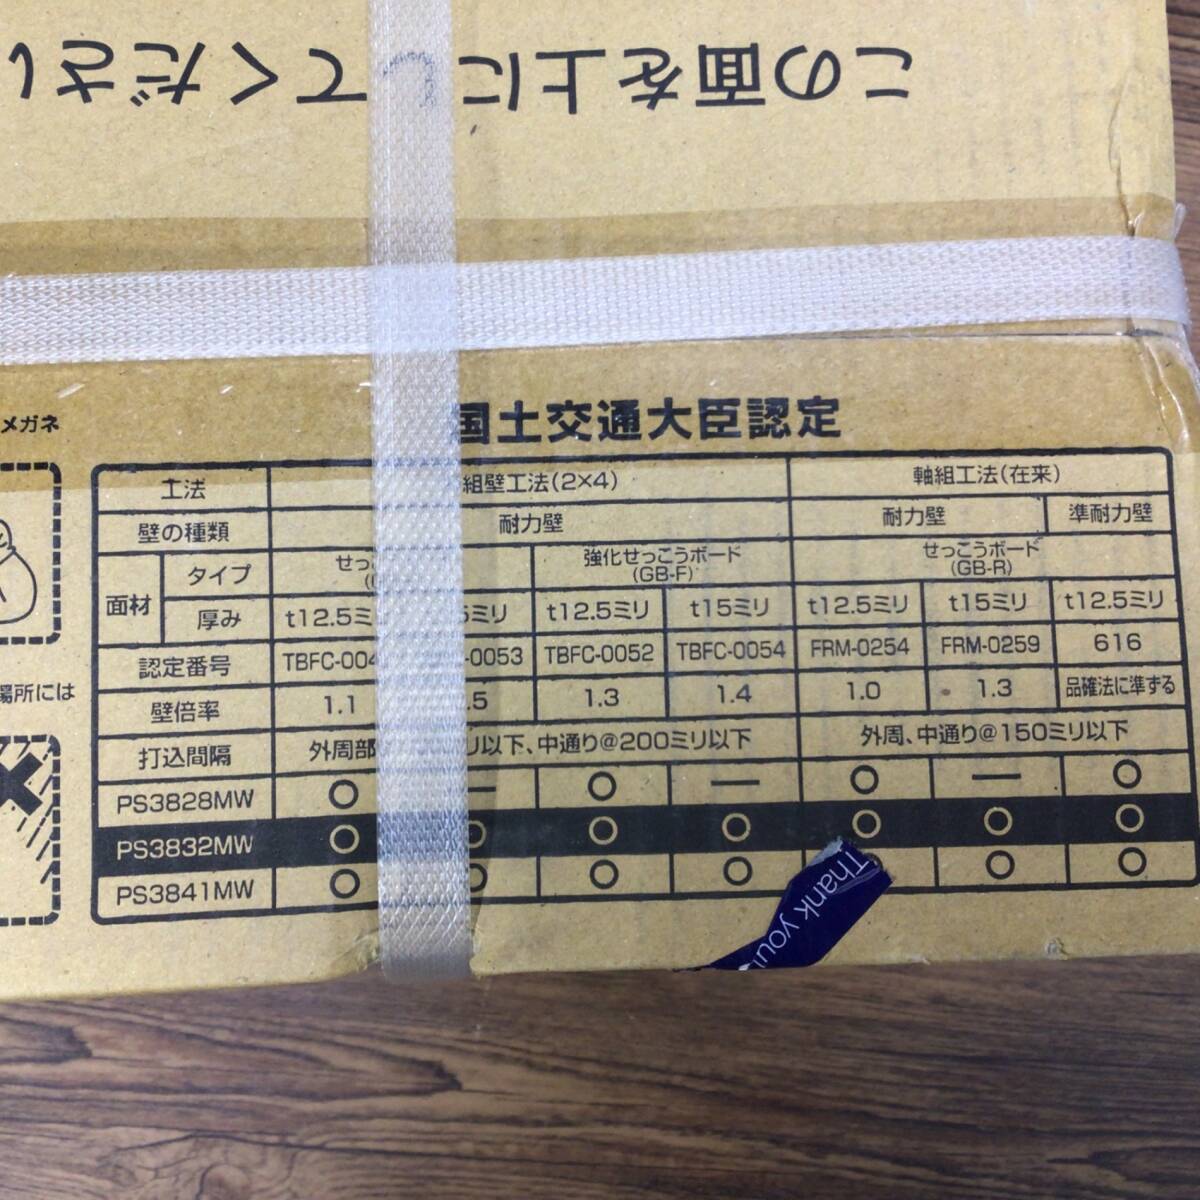 この面を上にしてください
メガネ
国土交通大臣認定
工法 組壁工法(2×4) 軸組工法(在来)
壁の種類 耐力壁 耐力壁 準耐力壁
面材 タイプ せっこ 強化せっこうボード(GB-F) せっこうボード(GB-R)
厚み t12.5ミ 5ミリ t12.5ミリ t15ミリ t12.5ミリ t15ミリ t12.5ミリ
認定番号 TBFC-004 -0053 TBFC-0052 TBFC-0054 FRM-0254 FRM-0259 616
壁倍率 1.1 .5 1.3 1.4 1.0 1.3 品確法に準ずる
打込間隔 外周部 リ以下、中通り@200ミリ以下 外周、中通り@150ミリ以下
PS3828MW ○ ー ○ ー ○ ー ○
PS3832MW ○ ○ ○ ○ ○ ○ ○
PS3841MW ○ ○ ○ ○ ○ ○
場所には
Thank you!